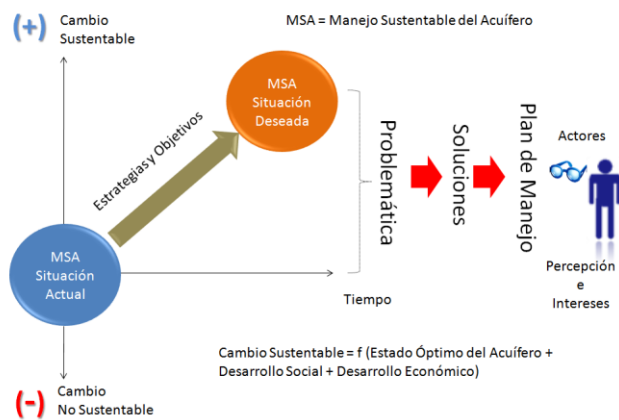 (+)
Cambio
Sustentable
MSA = Manejo Sustentable del Acuífero
MSA
Situación
Deseada
Estrategias y Objetivos
MSA
Situación
Actual
Tiempo
Problemática
Soluciones
Plan de Manejo
Actores
Percepción
e
Intereses
Cambio Sustentable = f (Estado Óptimo del Acuífero +
Desarrollo Social + Desarrollo Económico)
(-)
Cambio
No Sustentable